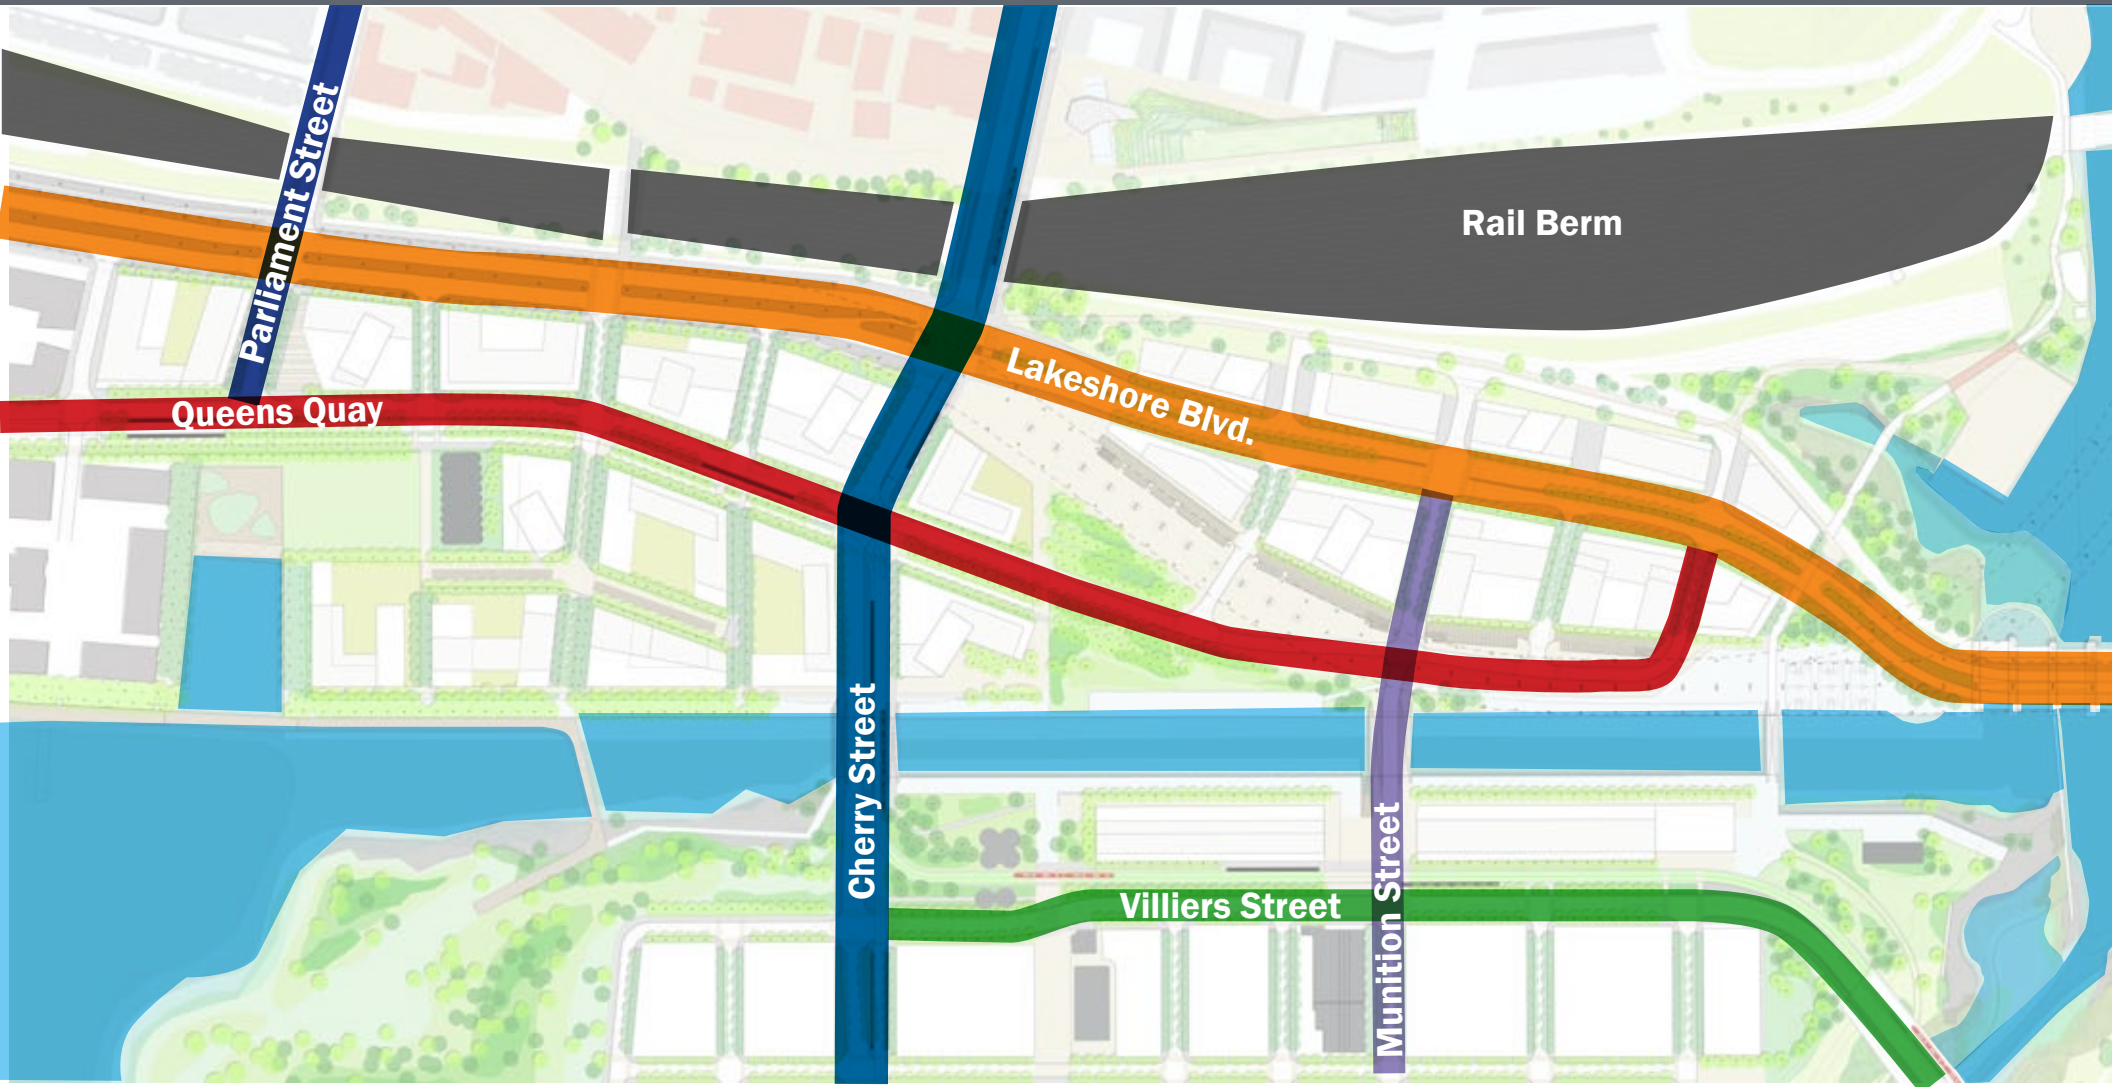 Parliament Street
Rail Berm
Lakeshore Blvd.
Queens Quay
Cherry Street
Munition Street
Villiers Street